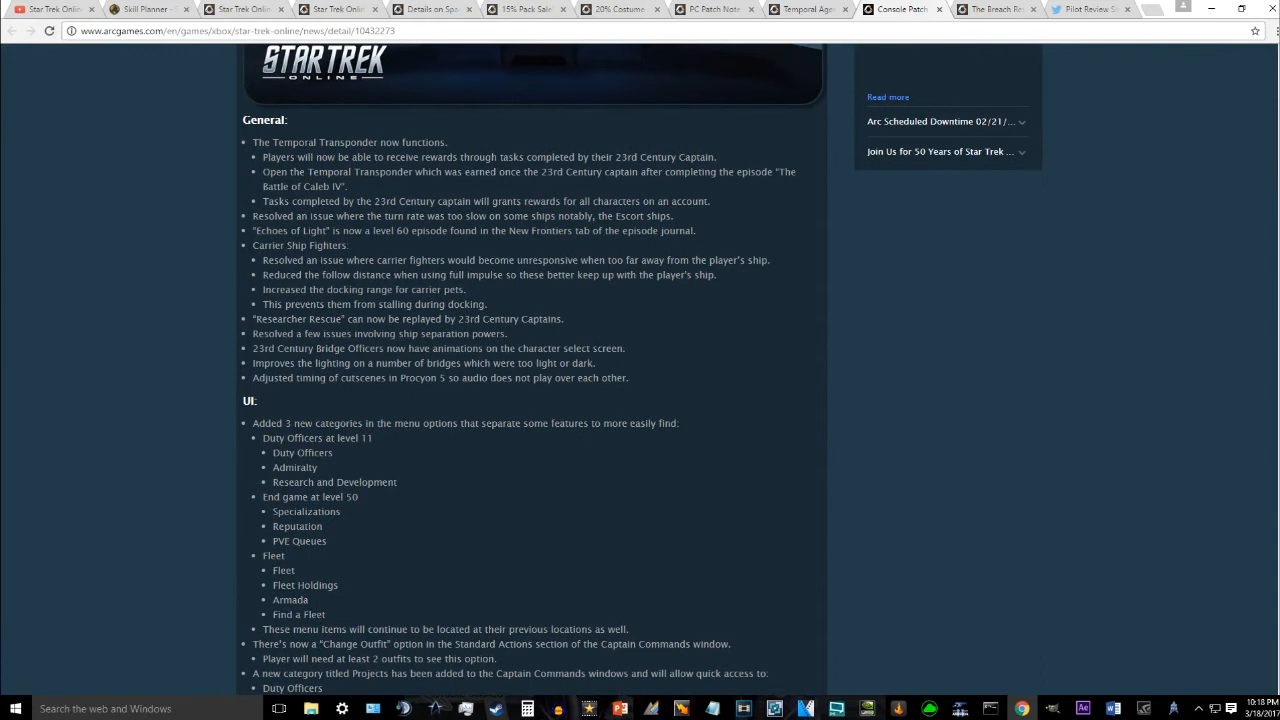 Star Trek Onlin
Skill Planner -
Star Trek Onlin
Star Trek Onlin
Details on Spa
15% Pack Sale
20% Costume
PC Patch Note
Temporal Age
Console Patch
The Breach Re
Pilot Review S
www.arcgames.com/en/games/xbox/star-trek-online/news/detail/10432273
STAR TREK
ONLINE
Read more
Arc Scheduled Downtime 02/21/...
Join Us for 50 Years of Star Trek ...
General:
The Temporal Transponder now functions.
Players will now be able to receive rewards through tasks completed by their 23rd Century Captain.
Open the Temporal Transponder which was earned once the 23rd Century captain after completing the episode "The
Battle of Caleb IV".
Tasks completed by the 23rd Century captain will grants rewards for all characters on an account.
Resolved an issue where the turn rate was too slow on some ships notably, the Escort ships.
"Echoes of Light" is now a level 60 episode found in the New Frontiers tab of the episode journal.
Carrier Ship Fighters:
Resolved an issue where carrier fighters would become unresponsive when too far away from the player's ship.
Reduced the follow distance when using full impulse so these better keep up with the player's ship.
Increased the docking range for carrier pets.
This prevents them from stalling during docking.
"Researcher Rescue" can now be replayed by 23rd Century Captains.
Resolved a few issues involving ship separation powers.
23rd Century Bridge Officers now have animations on the character select screen.
Improves the lighting on a number of bridges which were too light or dark.
Adjusted timing of cutscenes in Procyon 5 so audio does not play over each other.
UI:
Added 3 new categories in the menu options that separate some features to more easily find:
Duty Officers at level 11
Duty Officers
Admiralty
Research and Development
End game at level 50
Specializations
Reputation
PVE Queues
Fleet
Fleet
Fleet Holdings
Armada
Find a Fleet
These menu items will continue to be located at their previous locations as well.
There's now a "Change Outfit" option in the Standard Actions section of the Captain Commands window.
Player will need at least 2 outfits to see this option.
A new category titled Projects has been added to the Captain Commands windows and will allow quick access to:
Duty Officers
Search the web and Windows
10:18 PM
3/18/201